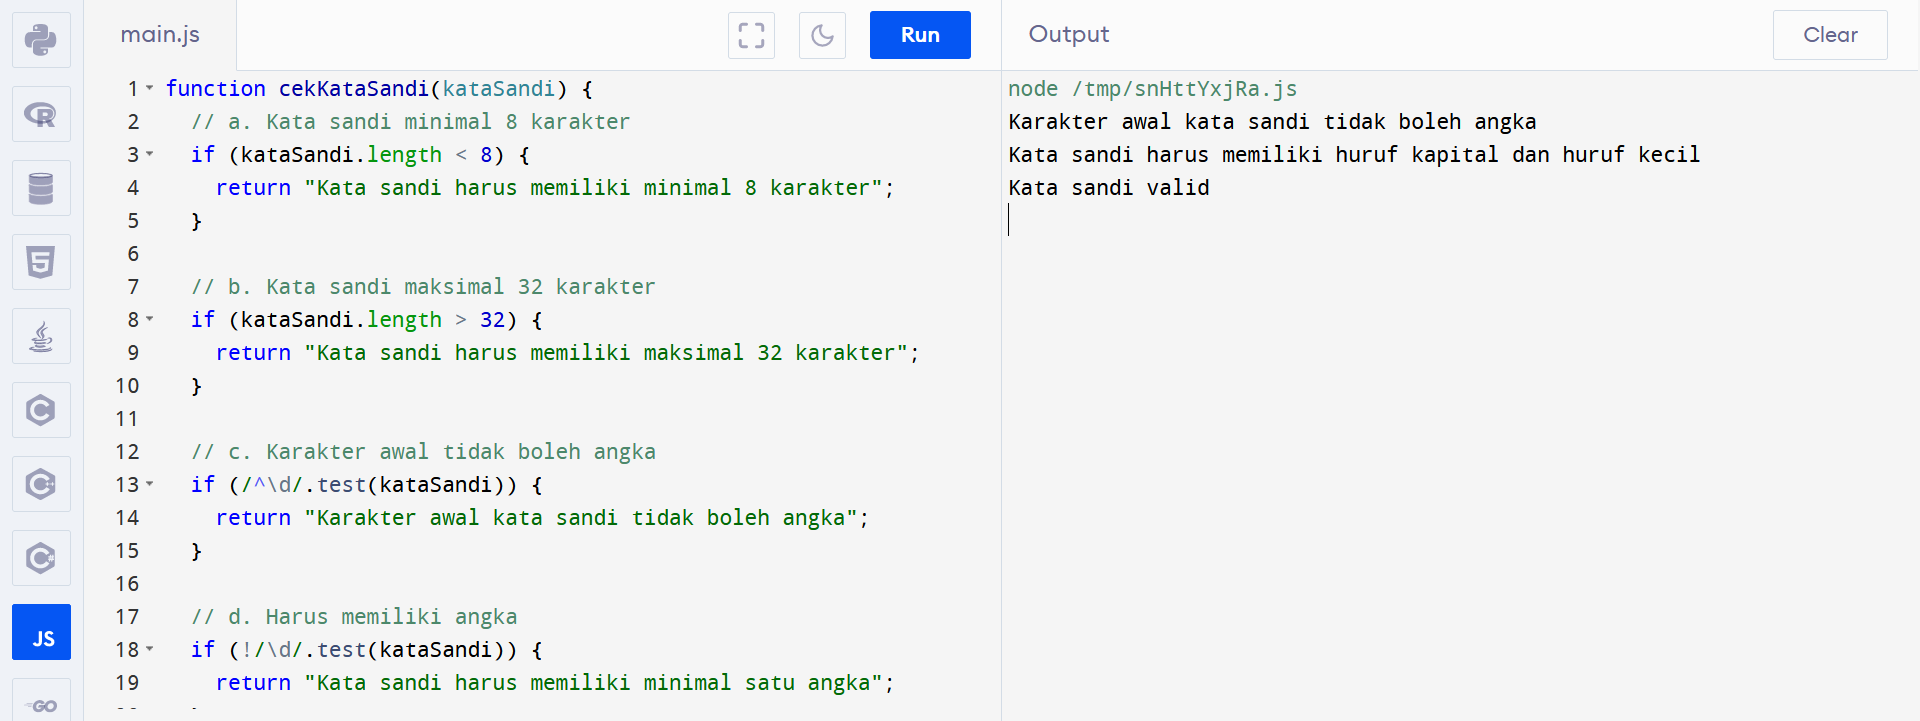 main.js
Run
Output
Clear
1 function cekKataSandi(kataSandi) {
2 // a. Kata sandi minimal 8 karakter
3 if (kataSandi.length < 8) {
4 return "Kata sandi harus memiliki minimal 8 karakter";
5 }
6
7 // b. Kata sandi maksimal 32 karakter
8 if (kataSandi.length > 32) {
9 return "Kata sandi harus memiliki maksimal 32 karakter";
10 }
11
12 // c. Karakter awal tidak boleh angka
13 if (/^\d/.test(kataSandi)) {
14 return "Karakter awal kata sandi tidak boleh angka";
15 }
16
17 // d. Harus memiliki angka
18 if (!/\d/.test(kataSandi)) {
19 return "Kata sandi harus memiliki minimal satu angka";
node /tmp/snHttYxjRa.js
Karakter awal kata sandi tidak boleh angka
Kata sandi harus memiliki huruf kapital dan huruf kecil
Kata sandi valid
R
5
C
C++
C#
JS
GO